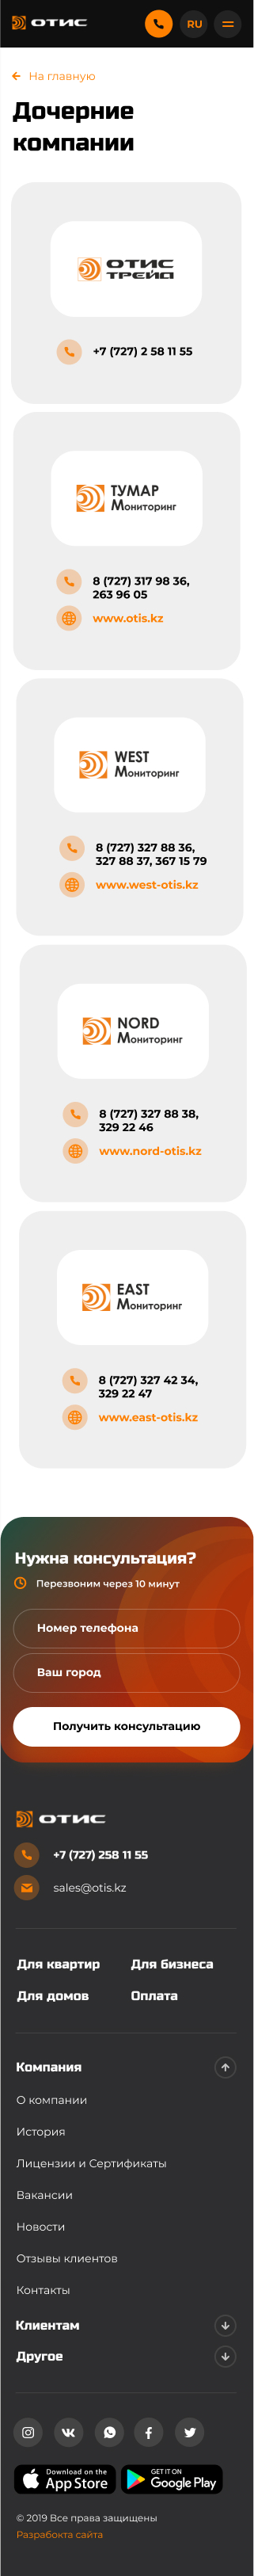 ОТИС
RU
На главную
Дочерние
компании
ОТИС
ТРЕЙД
+7 (727) 2 58 11 55
ТУМАР
Мониторинг
8 (727) 317 98 36,
263 96 05
www.otis.kz
WEST
Мониторинг
8 (727) 327 88 36,
327 88 37, 367 15 79
www.west-otis.kz
NORD
Мониторинг
8 (727) 327 88 38,
329 22 46
www.nord-otis.kz
EAST
Мониторинг
8 (727) 327 42 34,
329 22 47
www.east-otis.kz
Нужна консультация?
Перезвоним через 10 минут
Номер телефона
Ваш город
Получить консультацию
ОТИС
+7 (727) 258 11 55
sales@otis.kz
Для квартир
Для бизнеса
Для домов
Оплата
Компания
О компании
История
Лицензии и Сертификаты
Вакансии
Новости
Отзывы клиентов
Контакты
Клиентам
Другое
Download on the
App Store
GET IT ON
Google Play
© 2019 Все права защищены
Разрабокта сайта